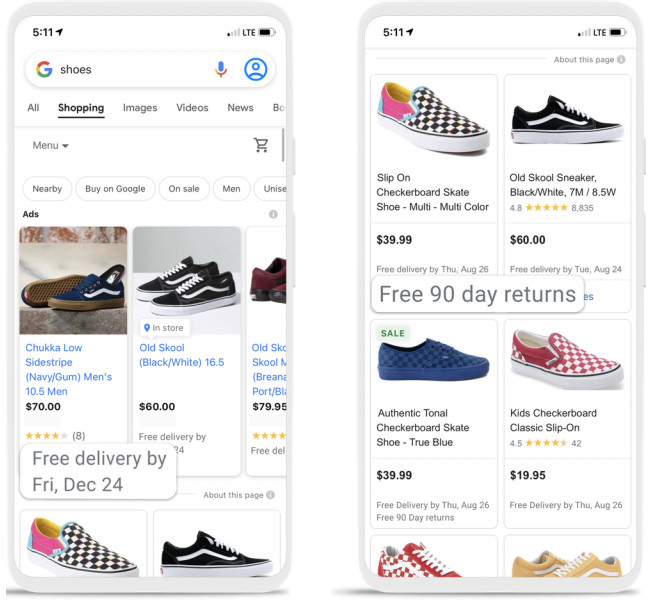 5:11
LTE
shoes
All Shopping Images Videos News Bo
Menu
Nearby Buy on Google On sale Men Unise
Ads
In store
Chukka Low
Sidestripe
(Navy/Gum) Men's
10.5 Men
$70.00
(8)
Free delivery by
Fri, Dec 24
Old Skool
(Black/White) 16.5
$60.00
Free delivery by
24
Old Sko
Skool M
(Breana
Port/Bla
$79.95
Free del
About this page
5:11
LTE
About this page
Slip On
Checkerboard Skate
Shoe - Multi - Multi Color
$39.99
Free delivery by Thu, Aug 26
Free 90 day returns
Old Skool Sneaker,
Black/White, 7M / 8.5W
4.8 8,835
$60.00
Free delivery by Tue, Aug 24
es
SALE
Authentic Tonal
Checkerboard Skate
Shoe - True Blue
$39.99
Free Delivery by Thu, Aug 26
Free 90 Day returns
Kids Checkerboard
Classic Slip-On
4.5 42
$19.95
Free Delivery by Thu, Aug 26